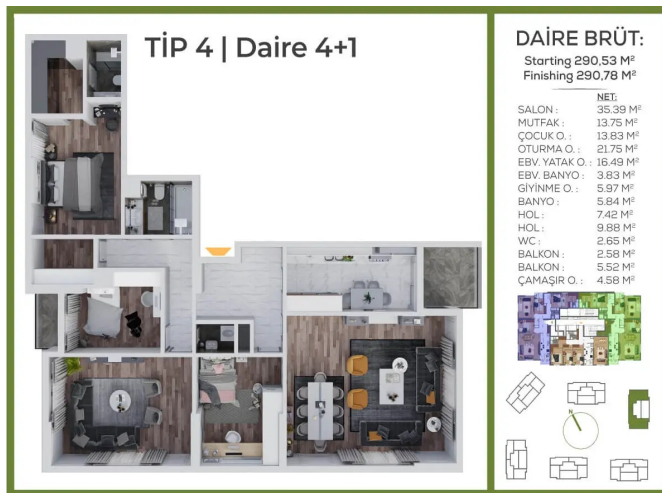 TİP 4 | Daire 4+1
DAİRE BRÜT:
Starting 290,53 M²
Finishing 290,78 M²
NET:
SALON : 35.39 M²
MUTFAK : 13.75 M²
ÇOCUK O. : 13.83 M²
OTURMA O. : 21.75 M²
EBV. YATAK O. : 16.49 M²
EBV. BANYO : 3.83 M²
GİYİNME O. : 5.97 M²
BANYO : 5.84 M²
HOL : 7.42 M²
HOL : 9.88 M²
WC : 2.65 M²
BALKON : 2.58 M²
BALKON : 5.52 M²
ÇAMAŞIR O. : 4.58 M²
N